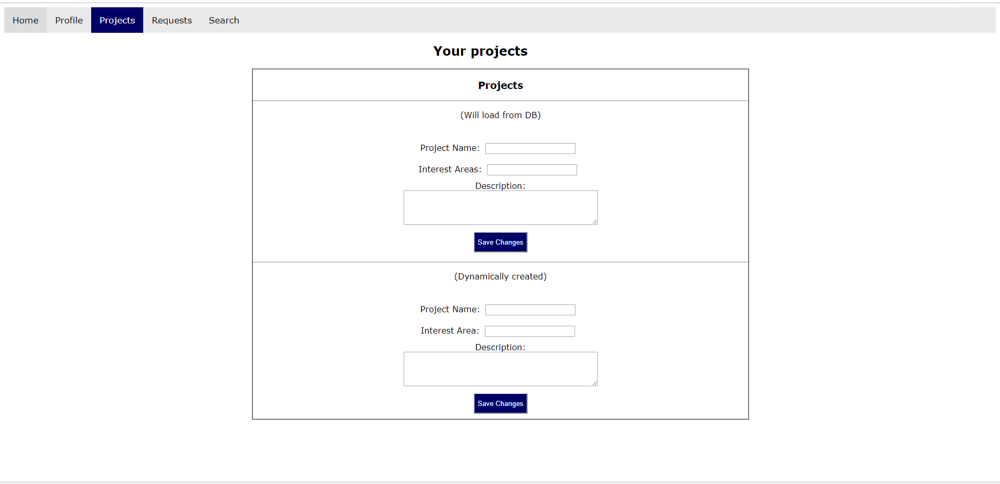 Home Profile Projects Requests Search
Your projects
Projects
(Will load from DB)
Project Name:
Interest Areas:
Description:
Save Changes
(Dynamically created)
Project Name:
Interest Area:
Description:
Save Changes